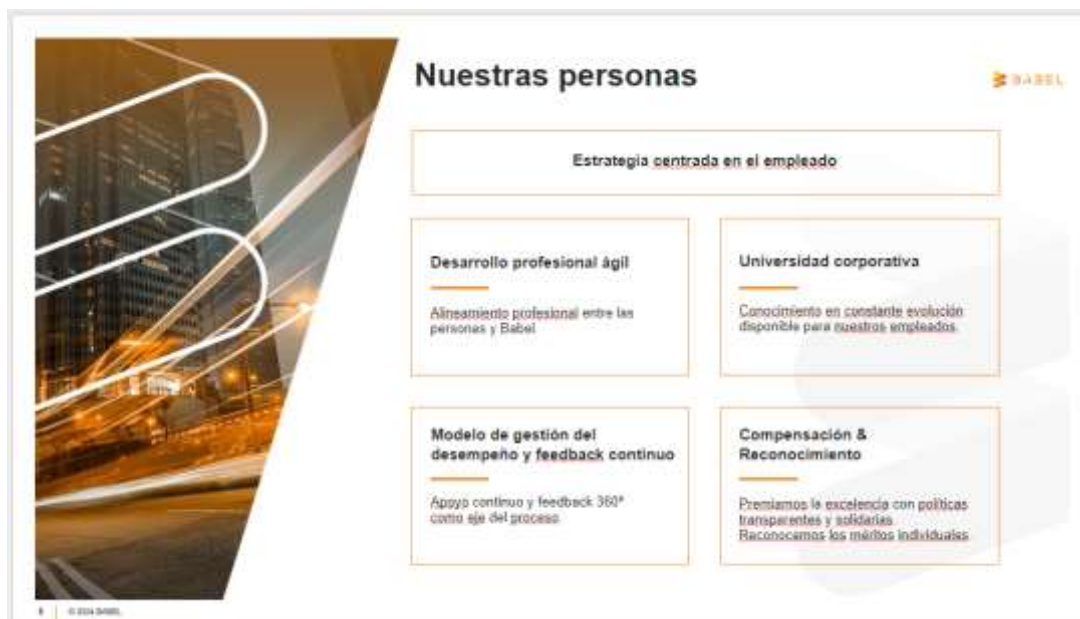 Nuestras personas
BABEL
Estrategia centrada en el empleado
Desarrollo profesional ágil
Alineamiento profesional entre las
personas y Babel
Universidad corporativa
Conocimiento en constante evolución
disponible para nuestros empleados.
Modelo de gestión del
desempeño y feedback continuo
Apoyo continuo y feedback 360º
como eje del proceso.
Compensación &
Reconocimiento
Premiamos la excelencia con políticas
transparentes y solidarias.
Reconocemos los méritos individuales.
© 2024 BABEL